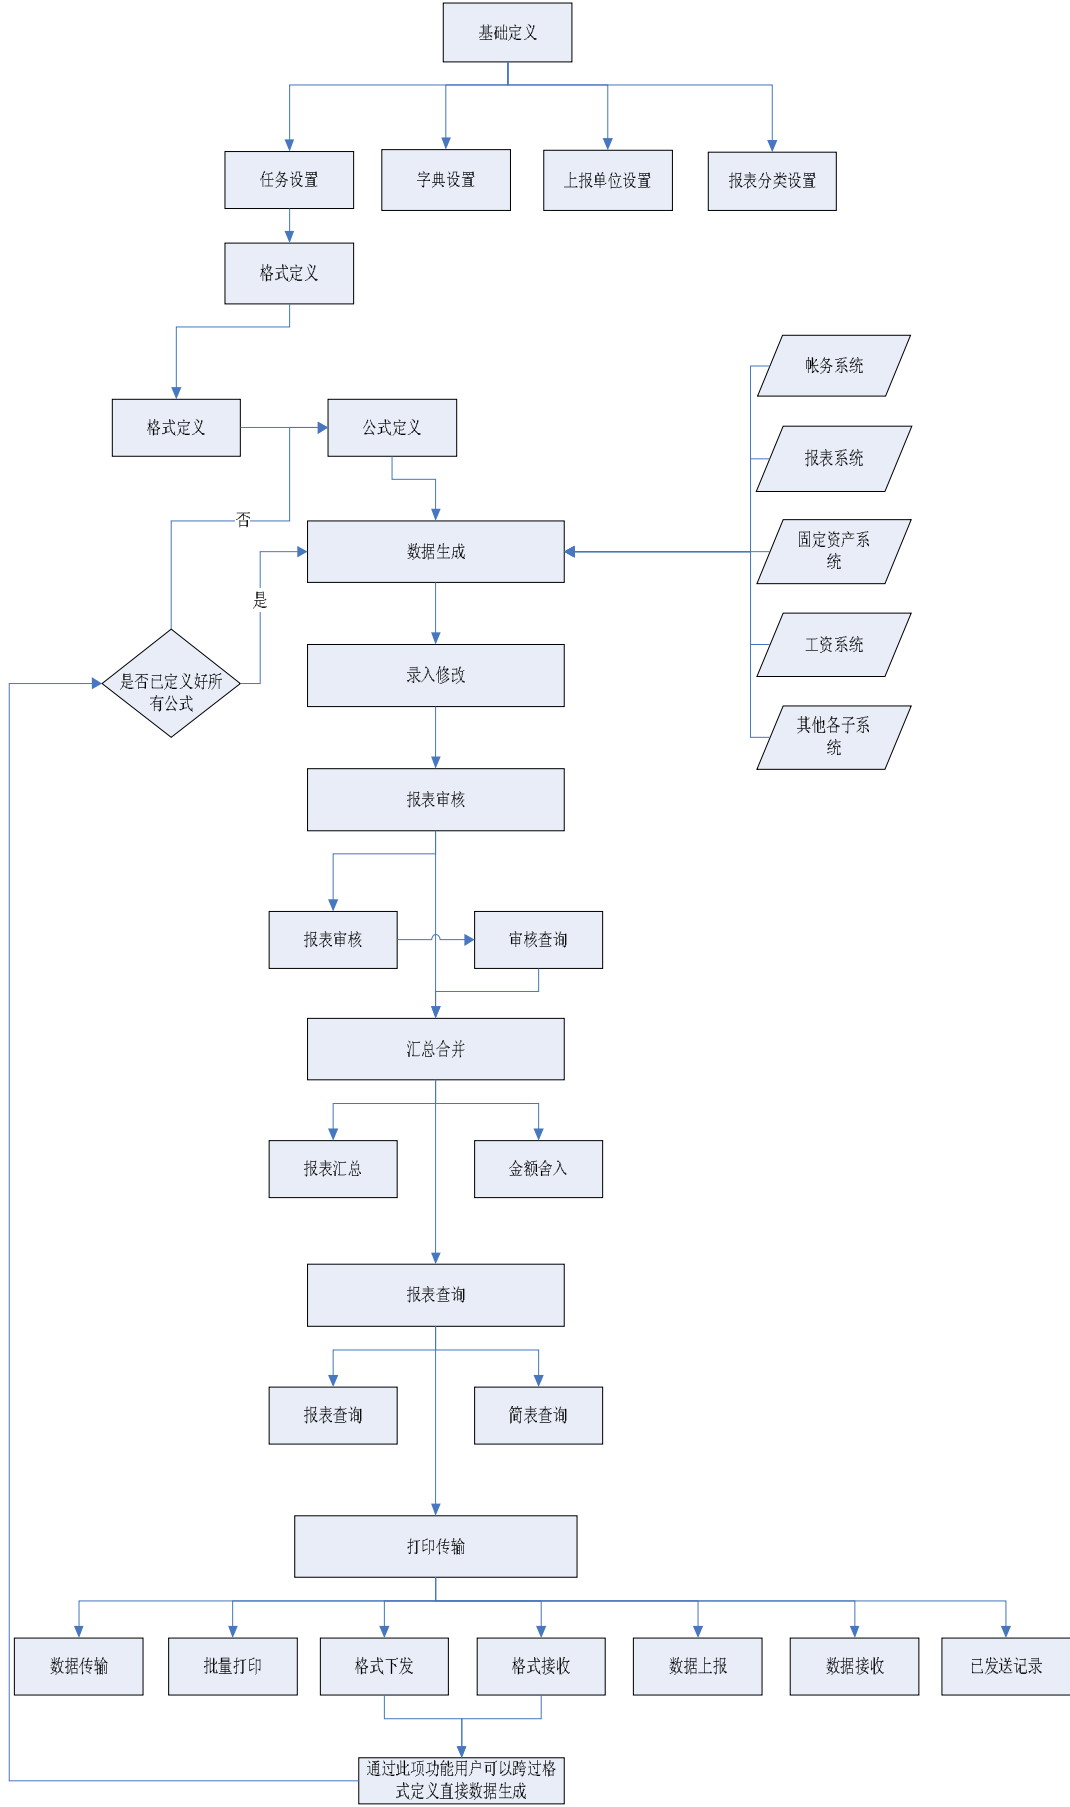 基础定义
任务设置
字典设置
上报单位设置
报表分类设置
格式定义
帐务系统
格式定义
公式定义
报表系统
否
数据生成
固定资产系
统
是
录入修改
工资系统
是否已定义好所
有公式
其他各子系
统
报表审核
报表审核
审核查询
汇总合并
报表汇总
金额舍入
报表查询
报表查询
简表查询
打印传输
数据传输
批量打印
格式下发
格式接收
数据上报
数据接收
已发送记录
通过此项功能用户可以跨过格
式定义直接数据生成